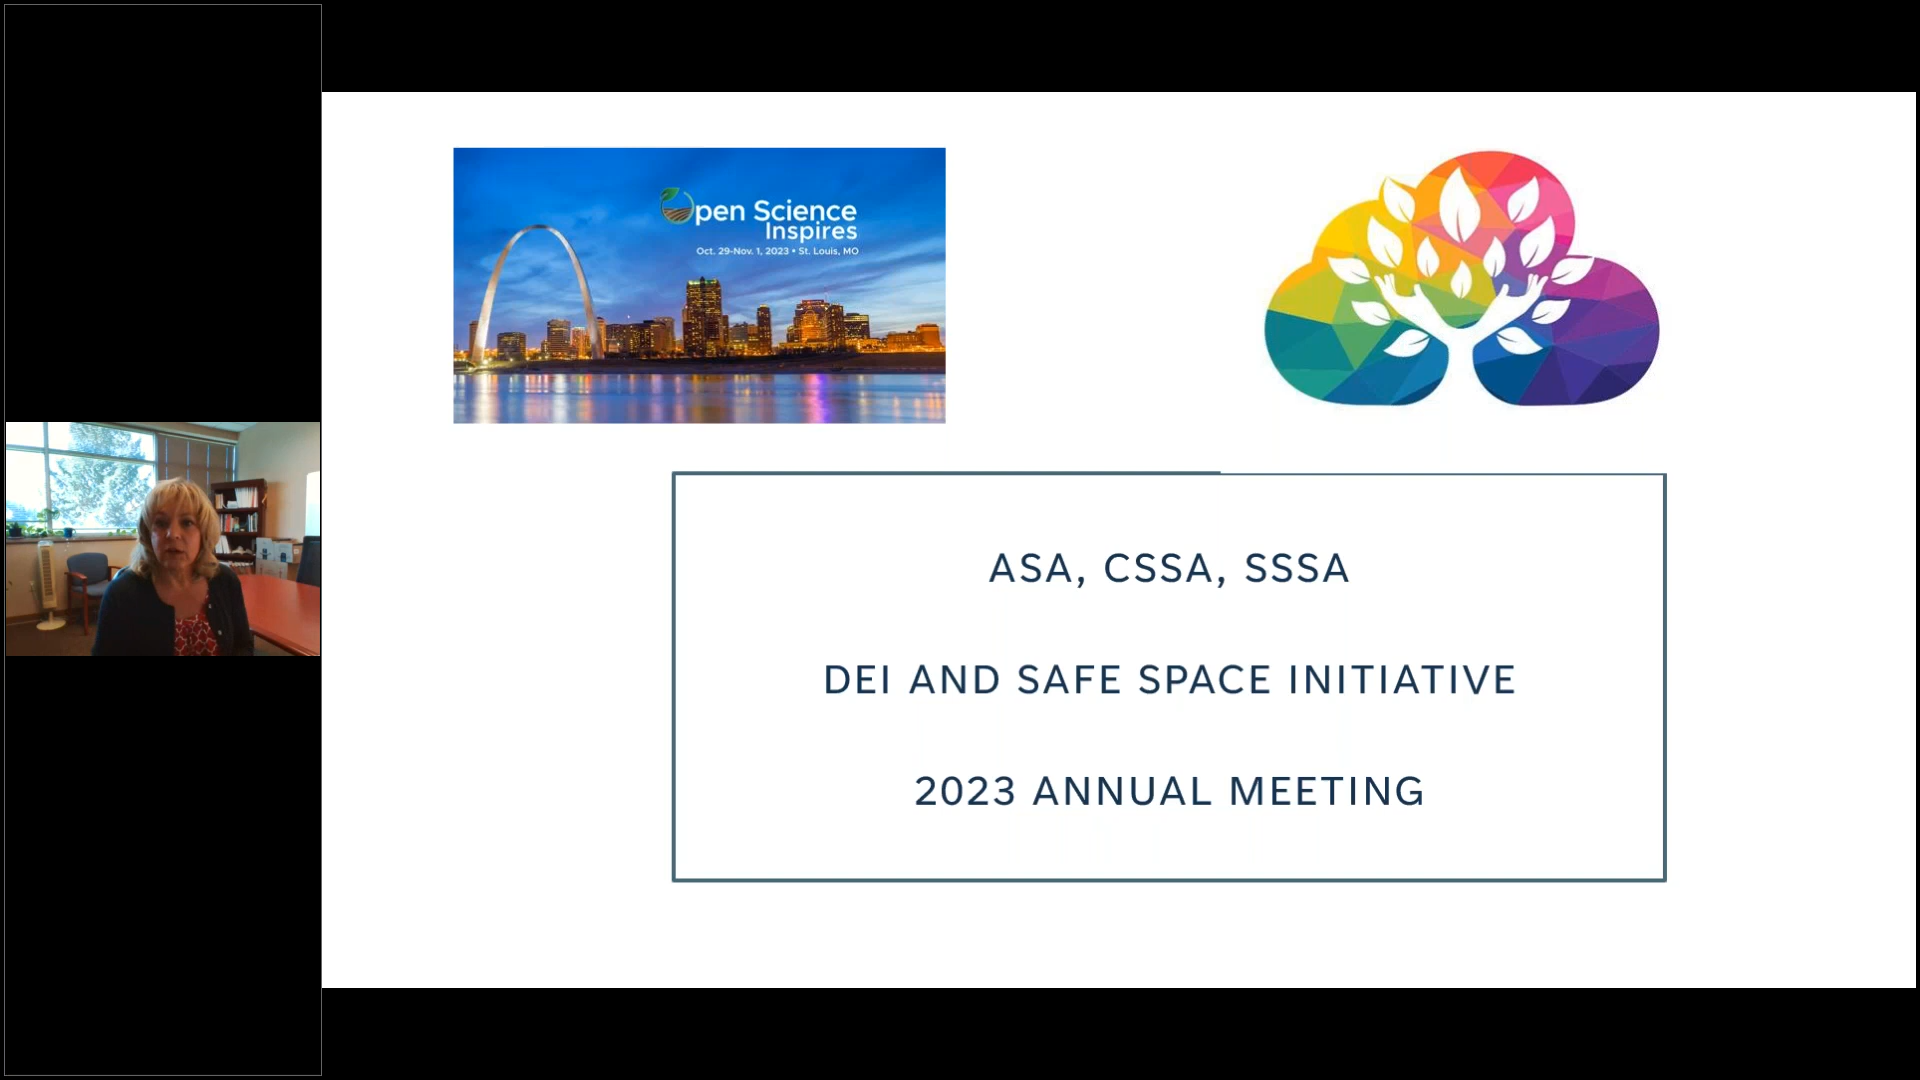 Open Science
Inspires
Oct. 29-Nov. 1, 2023 • St. Louis, MO
ASA, CSSA, SSSA
DEI AND SAFE SPACE INITIATIVE
2023 ANNUAL MEETING